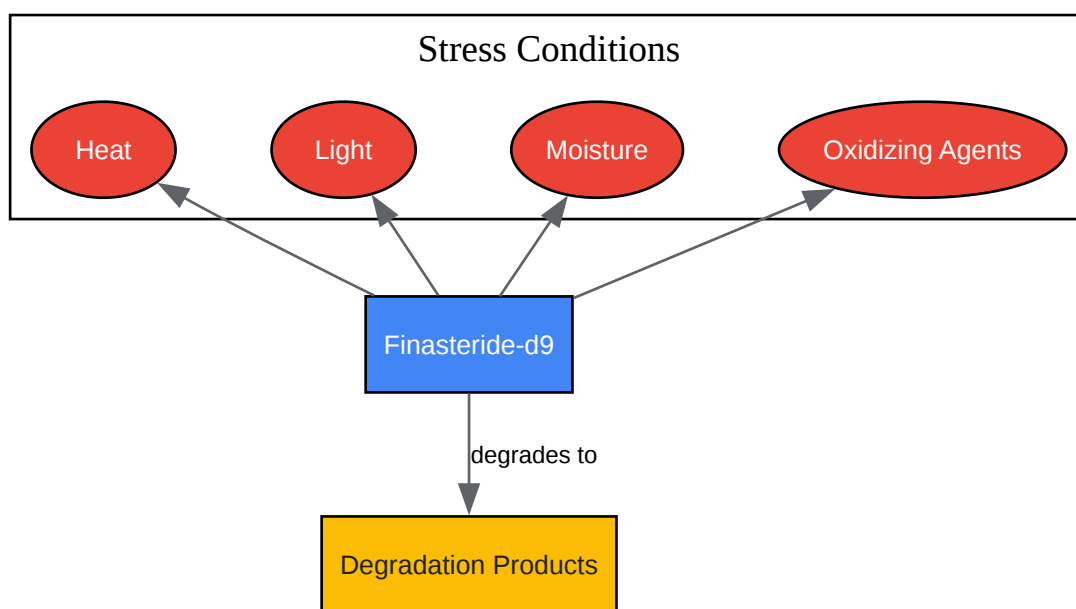 Stress Conditions
Heat
Light
Moisture
Oxidizing Agents
Finasteride-d9
degrades to
Degradation Products